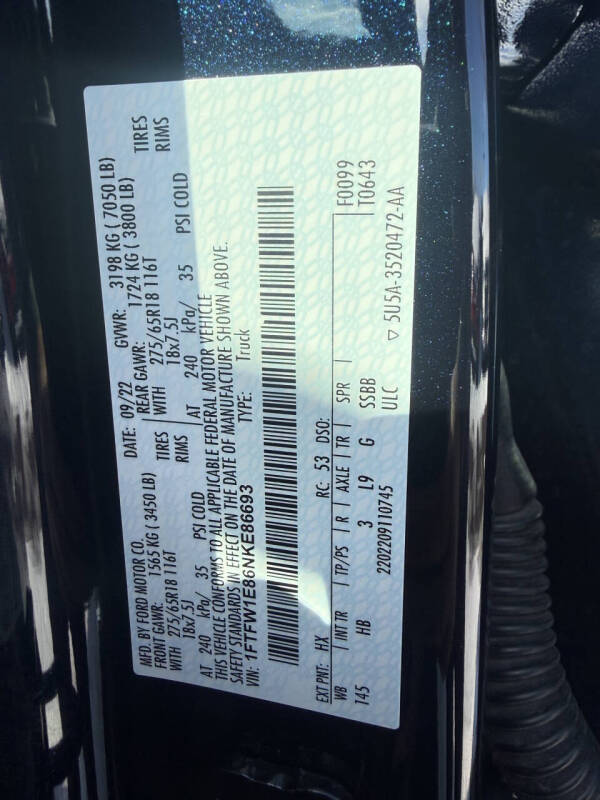 MFD. BY FORD MOTOR CO.
DATE: 09/22 GVWR: 3198 KG ( 7050 LB)
FRONT GAWR: 1565 KG ( 3450 LB) REAR GAWR: 1724 KG ( 3800 LB)
WITH 275/65R18 116T TIRES WITH 275/65R18 116T TIRES
18x7.5J RIMS 18x7.5J RIMS
AT 240 kPa/ 35 PSI COLD AT 240 kPa/ 35 PSI COLD
THIS VEHICLE CONFORMS TO ALL APPLICABLE FEDERAL MOTOR VEHICLE
SAFETY STANDARDS IN EFFECT ON THE DATE OF MANUFACTURE SHOWN ABOVE.
VIN: 1FTFW1E86NKE86693 TYPE: Truck
F0099
EXT PNT: HX RC: 53 DSO: T0643
WB INT TR TP/PS R AXLE TR SPR
145 HB 3 L9 G SSBB
2202209110745 ULC ▽ 5U5A-3520472-AA